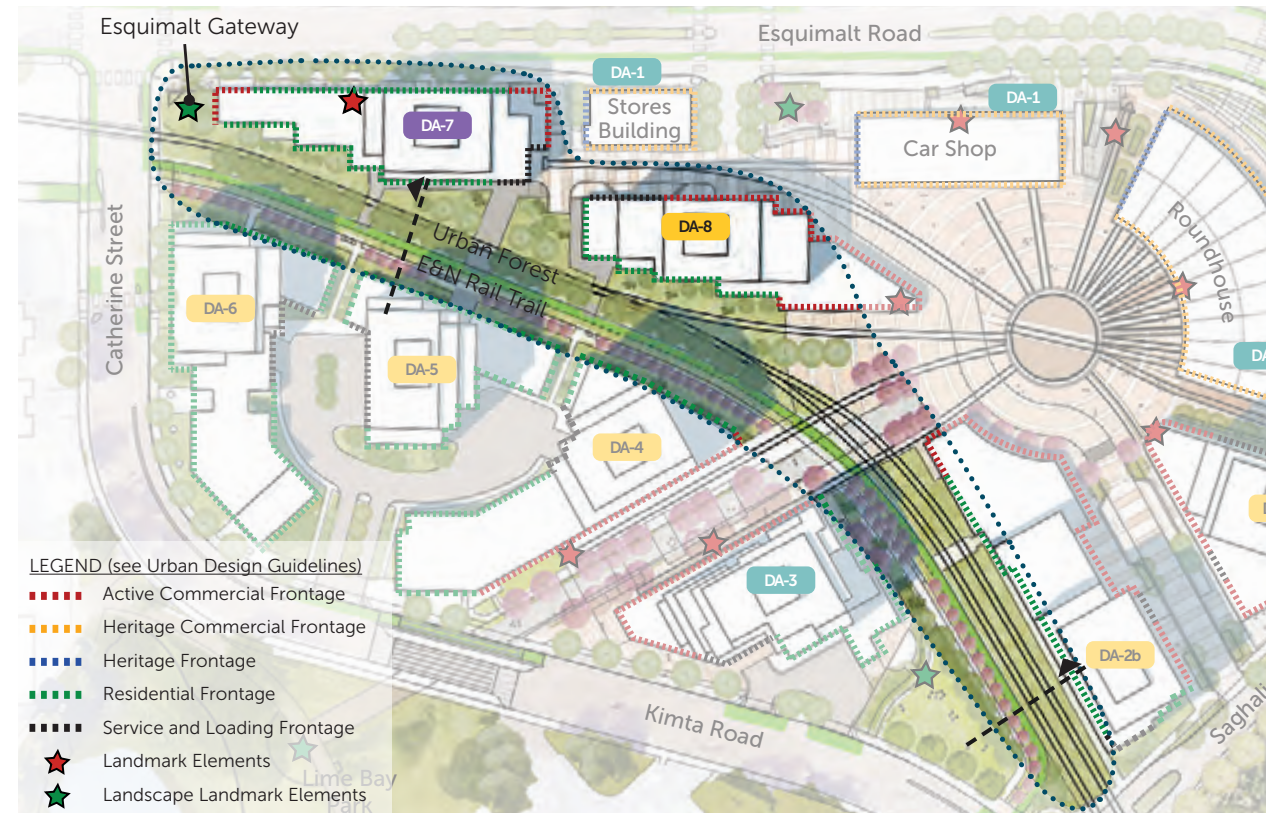 Esquimalt Gateway
Esquimalt Road
DA-1
Stores
Building
DA-7
DA-1
Car Shop
Roundhouse
DA-8
Urban Forest
E&N Rail Trail
Catherine Street
DA-6
DA-5
DA-4
DA-3
DA-2b
Kimta Road
Lime Bay
Park
LEGEND (see Urban Design Guidelines)
Active Commercial Frontage
Heritage Commercial Frontage
Heritage Frontage
Residential Frontage
Service and Loading Frontage
Landmark Elements
Landscape Landmark Elements